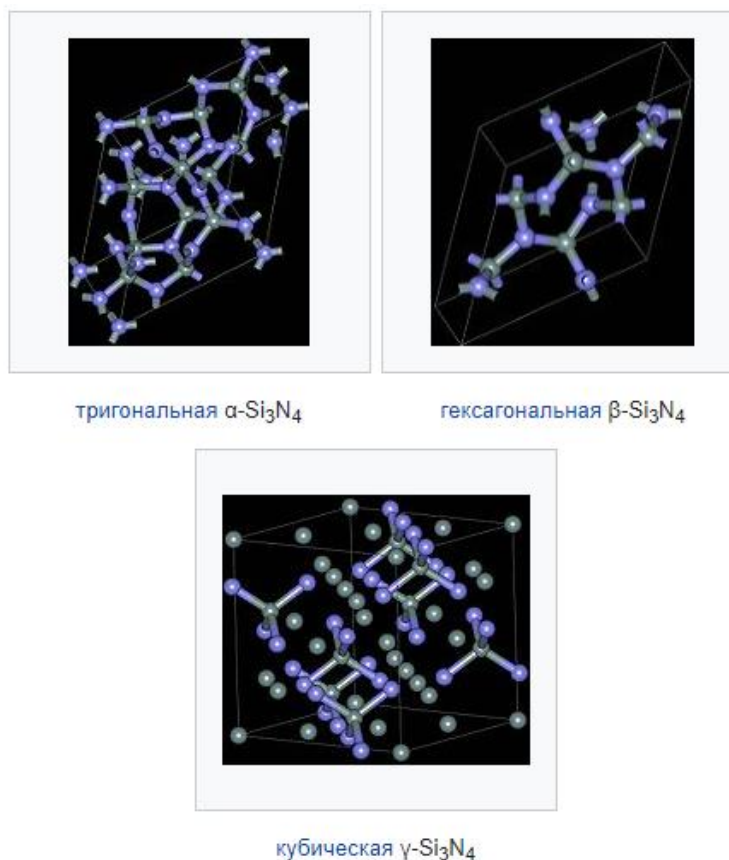 тригональная α-Si₃N₄
гексагональная β-Si₃N₄
кубическая γ-Si₃N₄